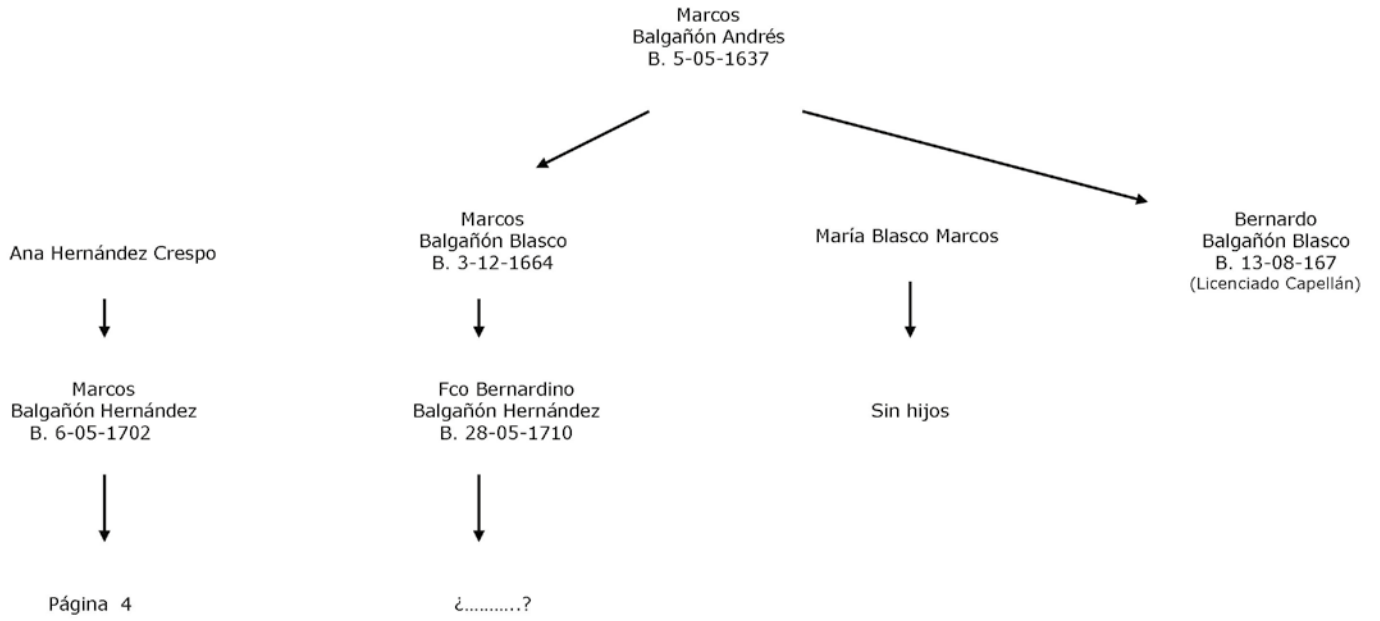 Marcos
Balgañón Andrés
B. 5-05-1637
Ana Hernández Crespo
Marcos
Balgañón Blasco
B. 3-12-1664
María Blasco Marcos
Bernardo
Balgañón Blasco
B. 13-08-167
(Licenciado Capellán)
Marcos
Balgañón Hernández
B. 6-05-1702
Fco Bernardino
Balgañón Hernández
B. 28-05-1710
Sin hijos
Página 4
¿...........?